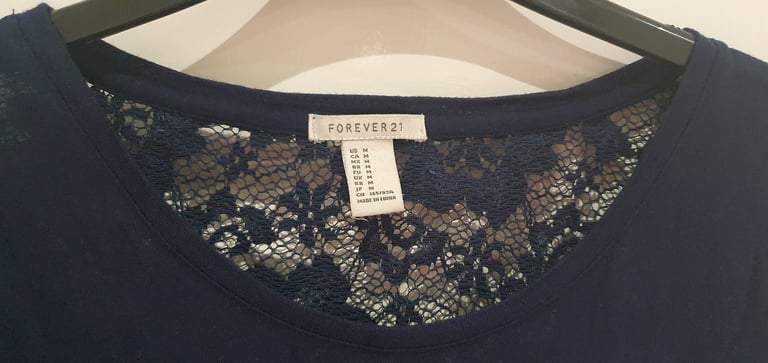 FOREVER 21
US M
CA M
MX M
BR M
EU M
UK M
KR M
JP M
CN 165/92A
MADE IN CHINA